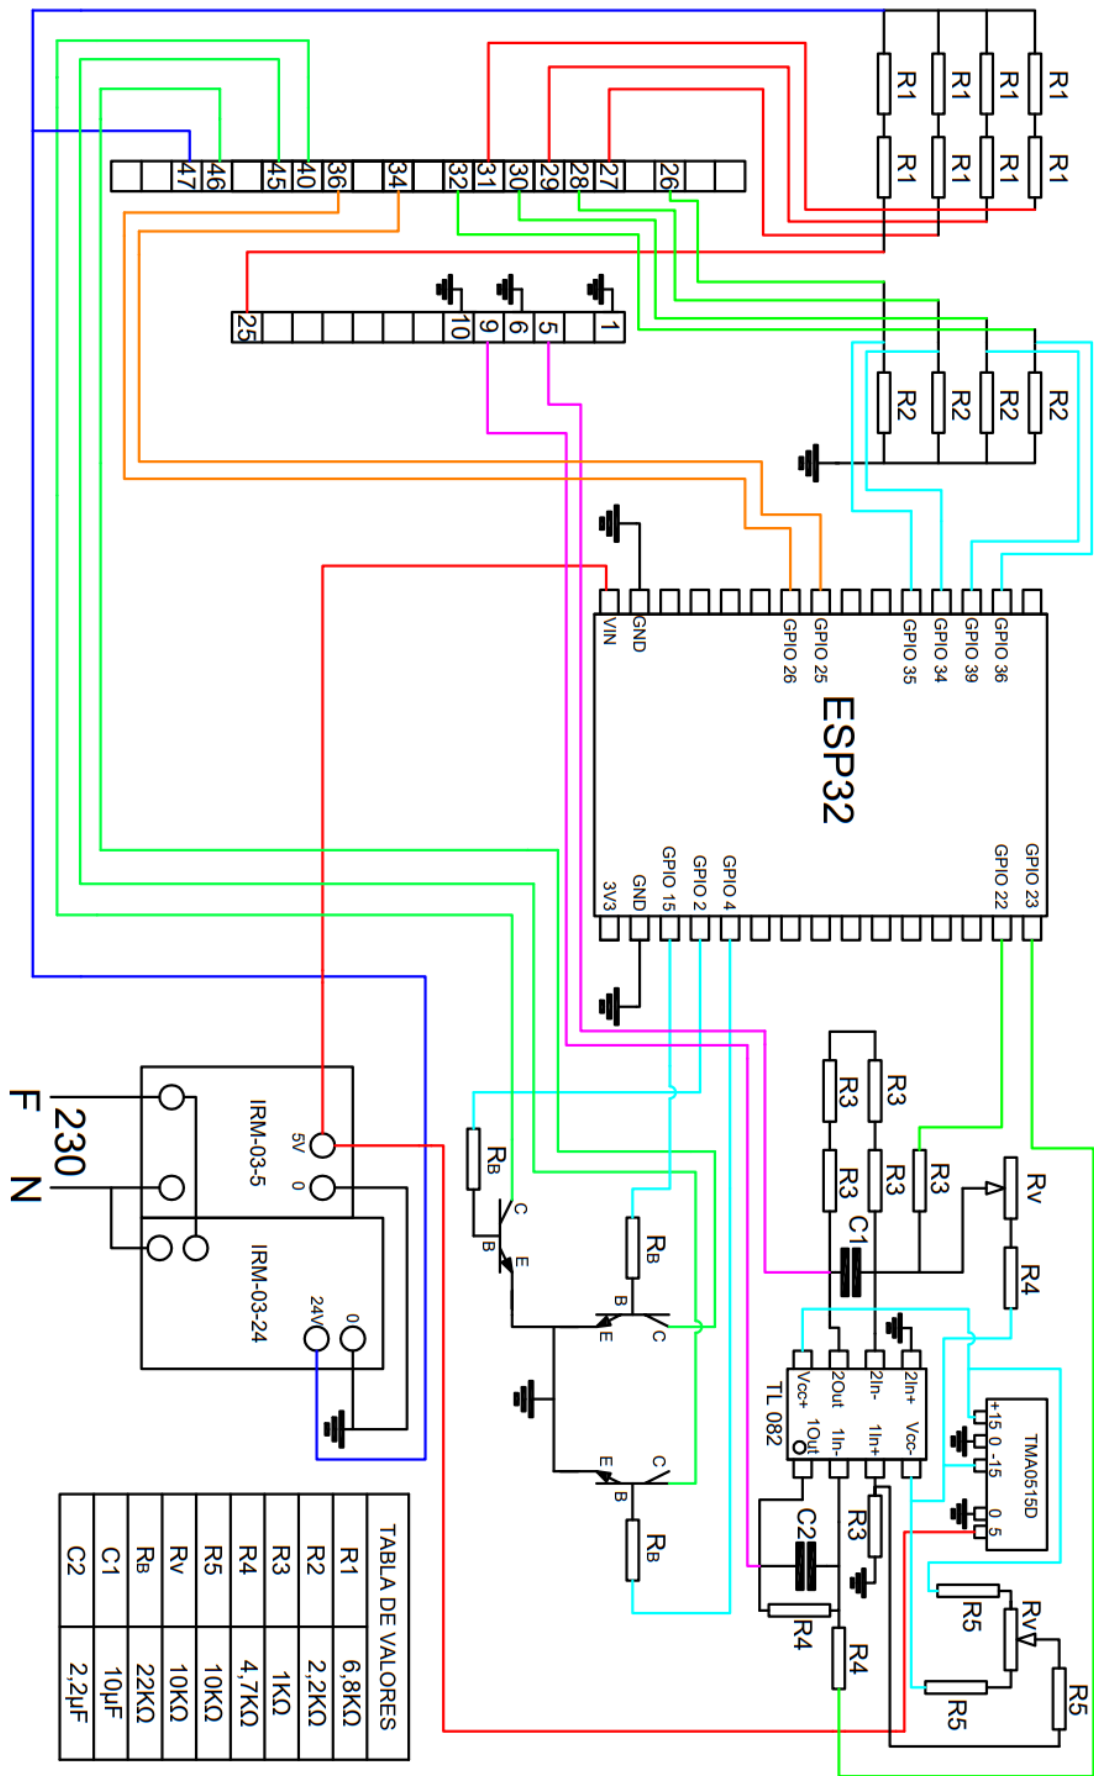 R1 R1
R1 R1
R1 R1
R1 R1
26
27
28
29
30
31
32
34
36
40
45
46
47
1
5
6
9
10
25
R2
R2
R2
R2
ESP32
GPIO 36
GPIO 39
GPIO 34
GPIO 35
GPIO 25
GPIO 26
GND
VIN
GPIO 23
GPIO 22
GPIO 4
GPIO 2
GPIO 15
GND
3V3
Rv
R4
R3
R3 R3
R3 R3
C1
2In+
2In-
2Out
Vcc+
Vcc-
1In+
1In-
1Out
TL 082
TMA0515D
+15 0 -15 0 5
R5
Rv
R5
R5
R3
C2
R4
R4
RB
C
B
E
RB
B
E
C
RB
B
E
C
IRM-03-5
5V
0
IRM-03-24
24V
0
F 230 N
TABLA DE VALORES
R1 6,8KΩ
R2 2,2KΩ
R3 1KΩ
R4 4,7KΩ
R5 10KΩ
Rv 10KΩ
RB 22KΩ
C1 10µF
C2 2,2µF